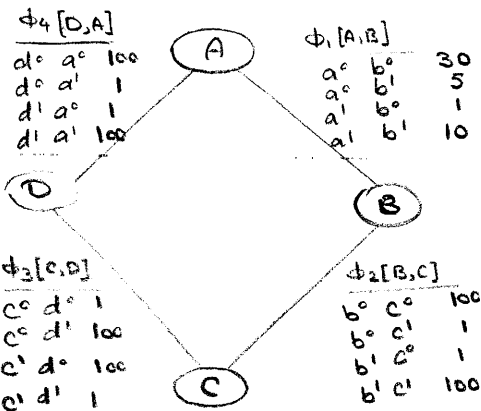 ϕ₄[D,A]
d⁰ a⁰ 100
d⁰ a¹ 1
d¹ a⁰ 1
d¹ a¹ 100
A
ϕ₁[A,B]
a⁰ b⁰ 30
a⁰ b¹ 5
a¹ b⁰ 1
a¹ b¹ 10
D
B
ϕ₃[C,D]
c⁰ d⁰ 1
c⁰ d¹ 100
c¹ d⁰ 100
c¹ d¹ 1
C
ϕ₂[B,C]
b⁰ c⁰ 100
b⁰ c¹ 1
b¹ c⁰ 1
b¹ c¹ 100